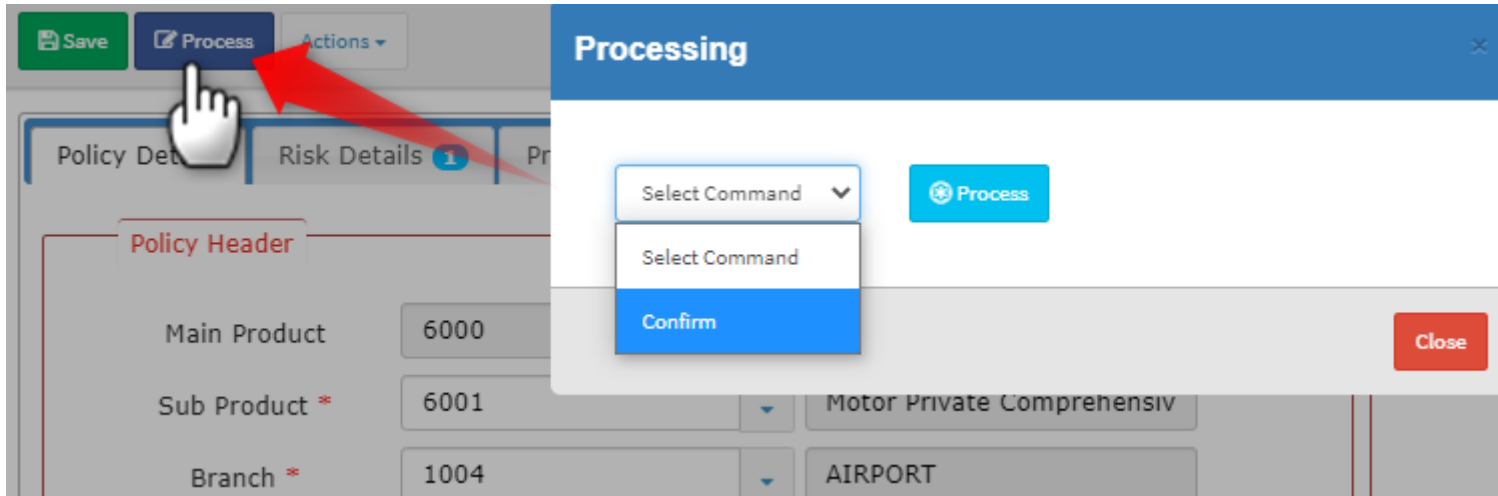 Save Process Actions
Processing
Policy Det
Risk Details 1
Pr
Select Command
Process
Select Command
Confirm
Close
Policy Header
Main Product 6000
Sub Product * 6001 Motor Private Comprehensiv
Branch * 1004 AIRPORT